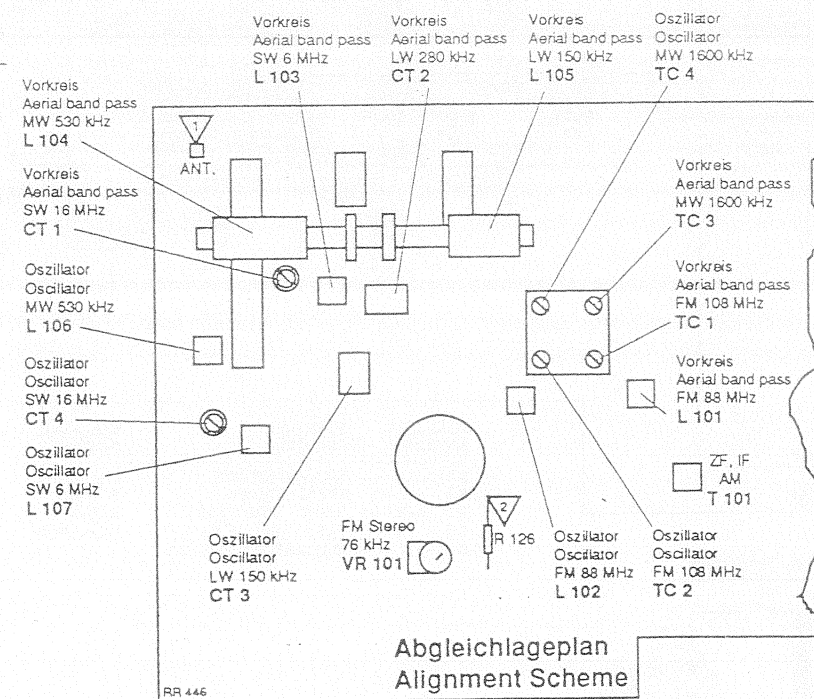 Vorkreis
Aerial band pass
SW 6 MHz
L 103
Vorkreis
Aerial band pass
LW 280 kHz
CT 2
Vorkreis
Aerial band pass
LW 150 kHz
L 105
Oszillator
Oscillator
MW 1600 kHz
TC 4
Vorkreis
Aerial band pass
MW 530 kHz
L 104
1
ANT.
Vorkreis
Aerial band pass
SW 16 MHz
CT 1
Vorkreis
Aerial band pass
MW 1600 kHz
TC 3
Oszillator
Oscillator
MW 530 kHz
L 106
Vorkreis
Aerial band pass
FM 108 MHz
TC 1
Oszillator
Oscillator
SW 16 MHz
CT 4
Vorkreis
Aerial band pass
FM 88 MHz
L 101
Oszillator
Oscillator
SW 6 MHz
L 107
ZF, IF
AM
T 101
Oszillator
Oscillator
LW 150 kHz
CT 3
FM Stereo
76 kHz
VR 101
2
R 126
Oszillator
Oscillator
FM 88 MHz
L 102
Oszillator
Oscillator
FM 108 MHz
TC 2
Abgleichlageplan
Alignment Scheme
RR 446